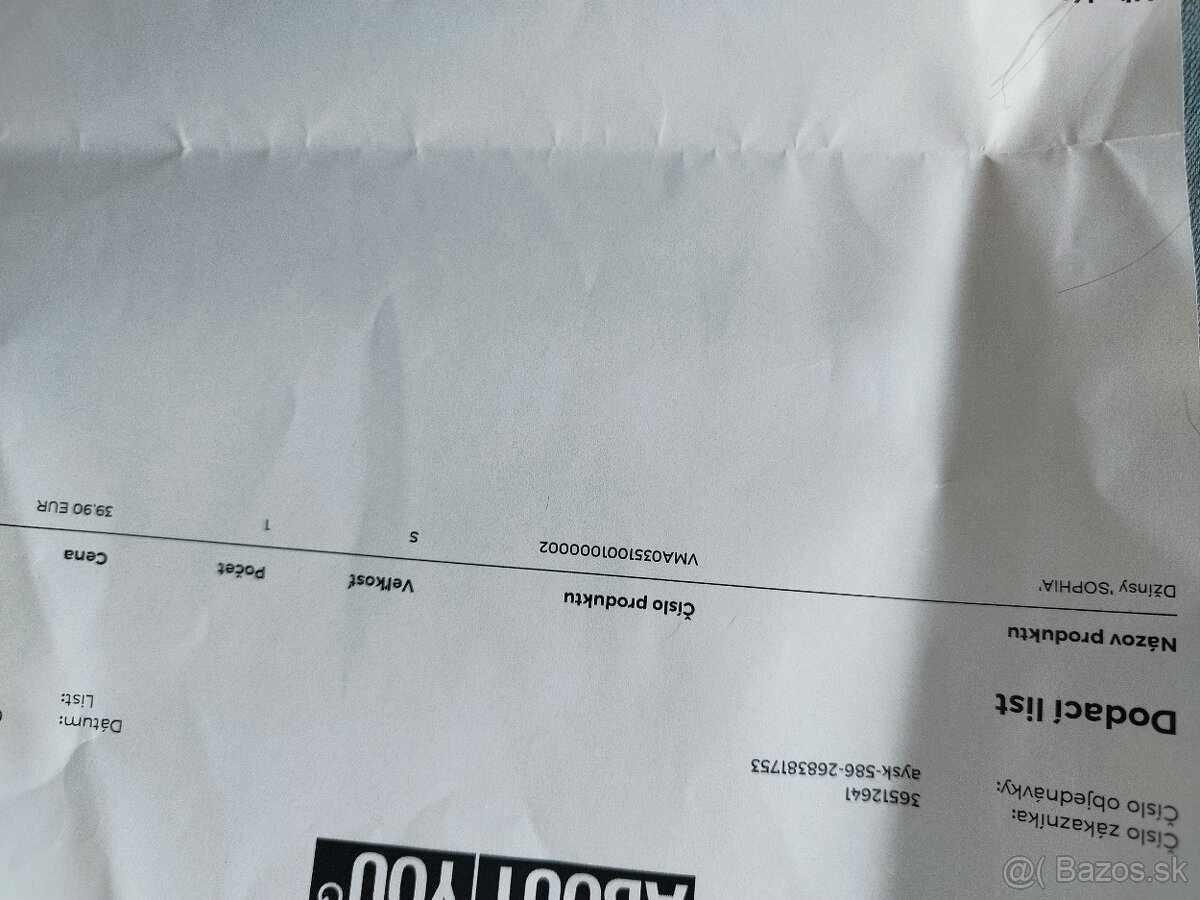 ABOUT YOU
Číslo zákazníka: 36512641
Číslo objednávky: aysk-586-268381753
Dátum:
List:
Dodací list
Názov produktu Číslo produktu Veľkosť Počet Cena
Džínsy 'SOPHIA' VMA0351001000002 S 1 39,90 EUR
@( Bazos.sk